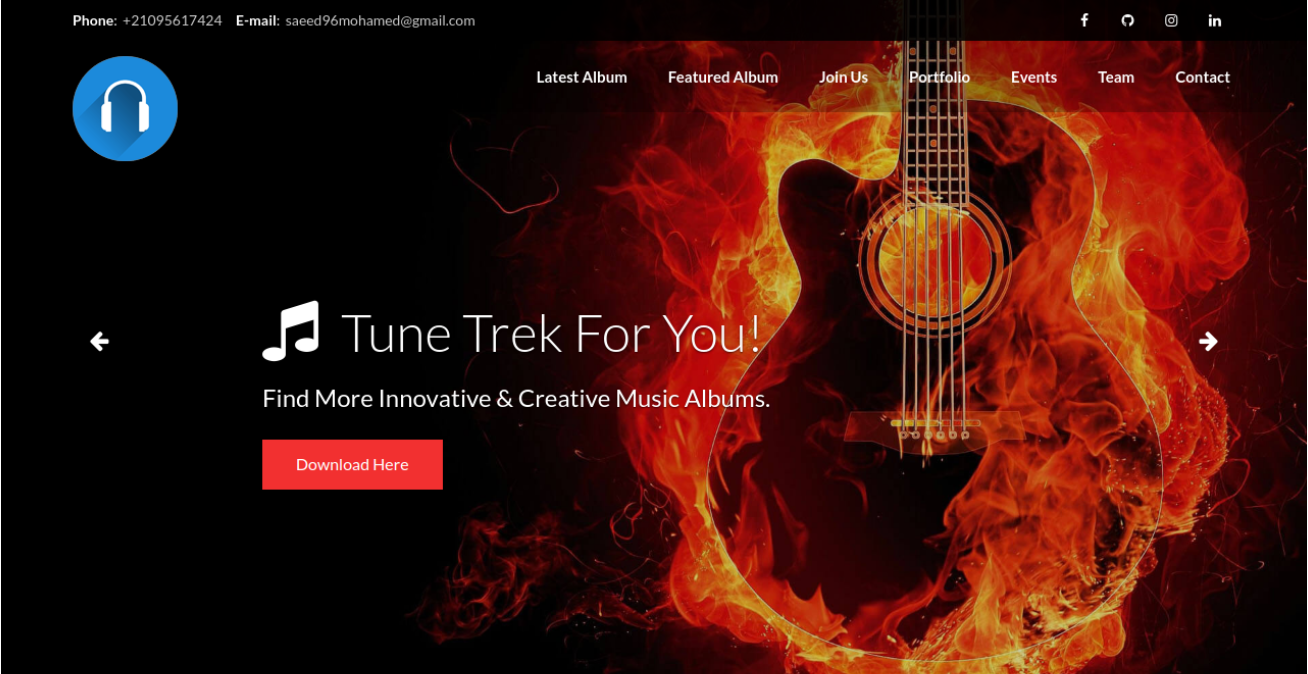 Phone: +21095617424 E-mail: saeed96mohamed@gmail.com
Latest Album Featured Album Join Us Portfolio Events Team Contact
Tune Trek For You!
Find More Innovative & Creative Music Albums.
Download Here